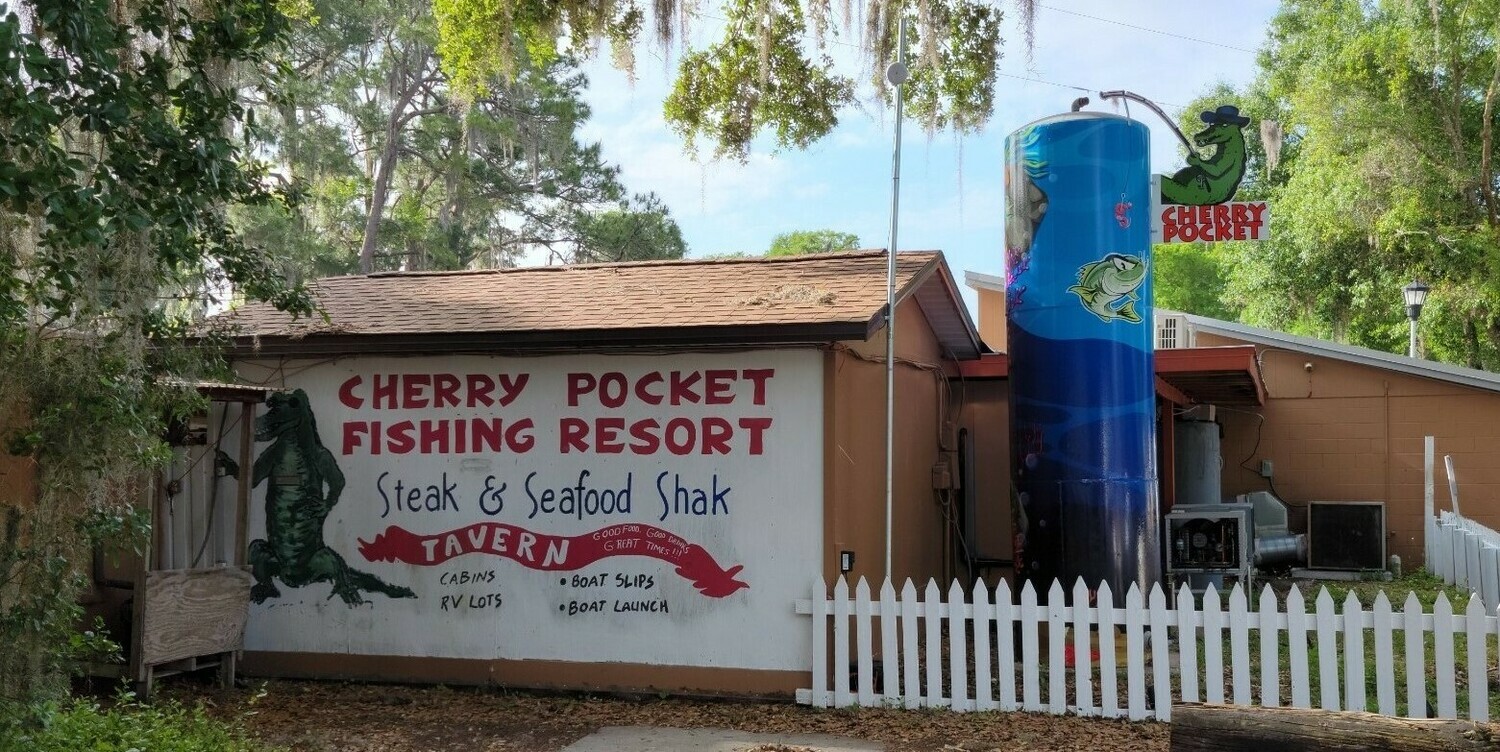 CHERRY POCKET
FISHING RESORT
Steak & Seafood Shak
TAVERN
GOOD FOOD, GOOD DRINKS
GREAT TIMES!!!
CABINS
RV LOTS
• BOAT SLIPS
• BOAT LAUNCH
CHERRY
POCKET